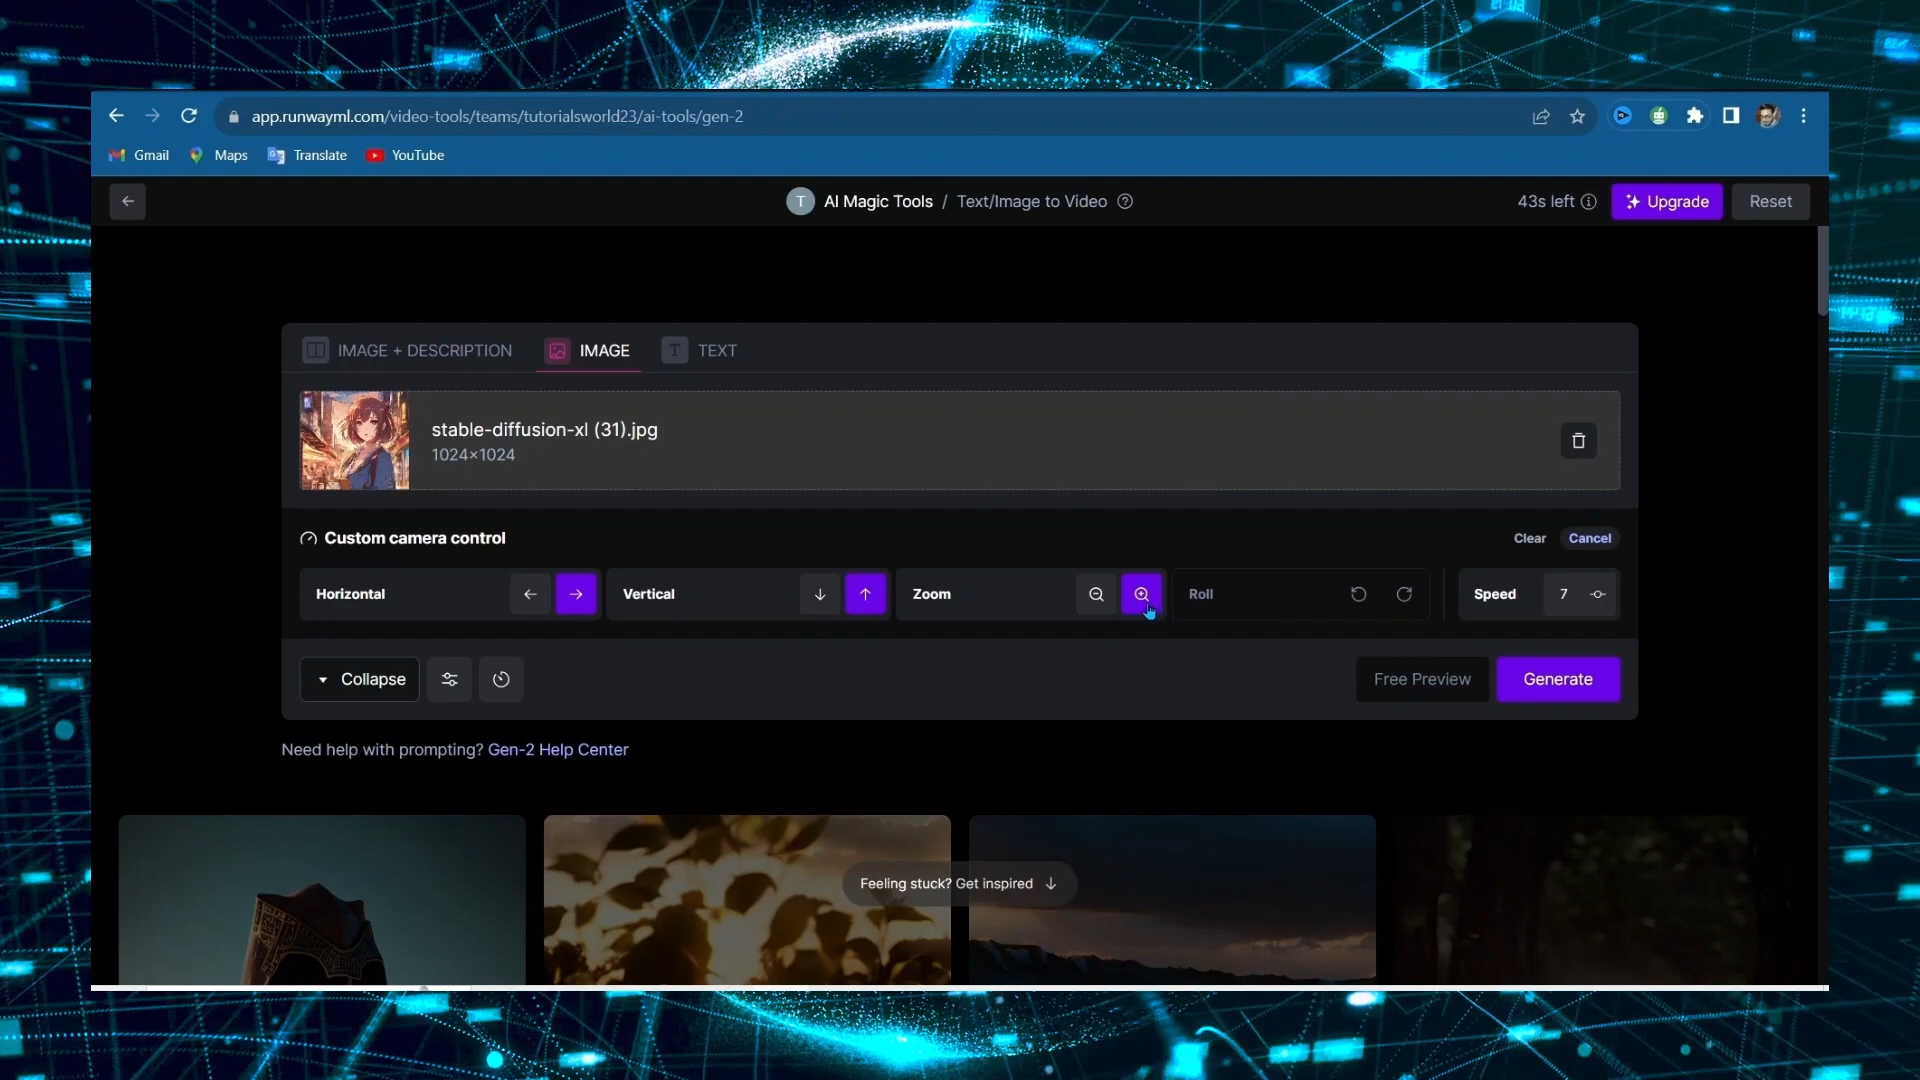 app.runwayml.com/video-tools/teams/tutorialsworld23/ai-tools/gen-2
Gmail Maps Translate YouTube
T AI Magic Tools / Text/Image to Video
43s left Upgrade Reset
IMAGE + DESCRIPTION IMAGE T TEXT
stable-diffusion-xl (31).jpg
1024×1024
Custom camera control Clear Cancel
Horizontal Vertical Zoom Roll Speed 7
Collapse Free Preview Generate
Need help with prompting? Gen-2 Help Center
Feeling stuck? Get inspired